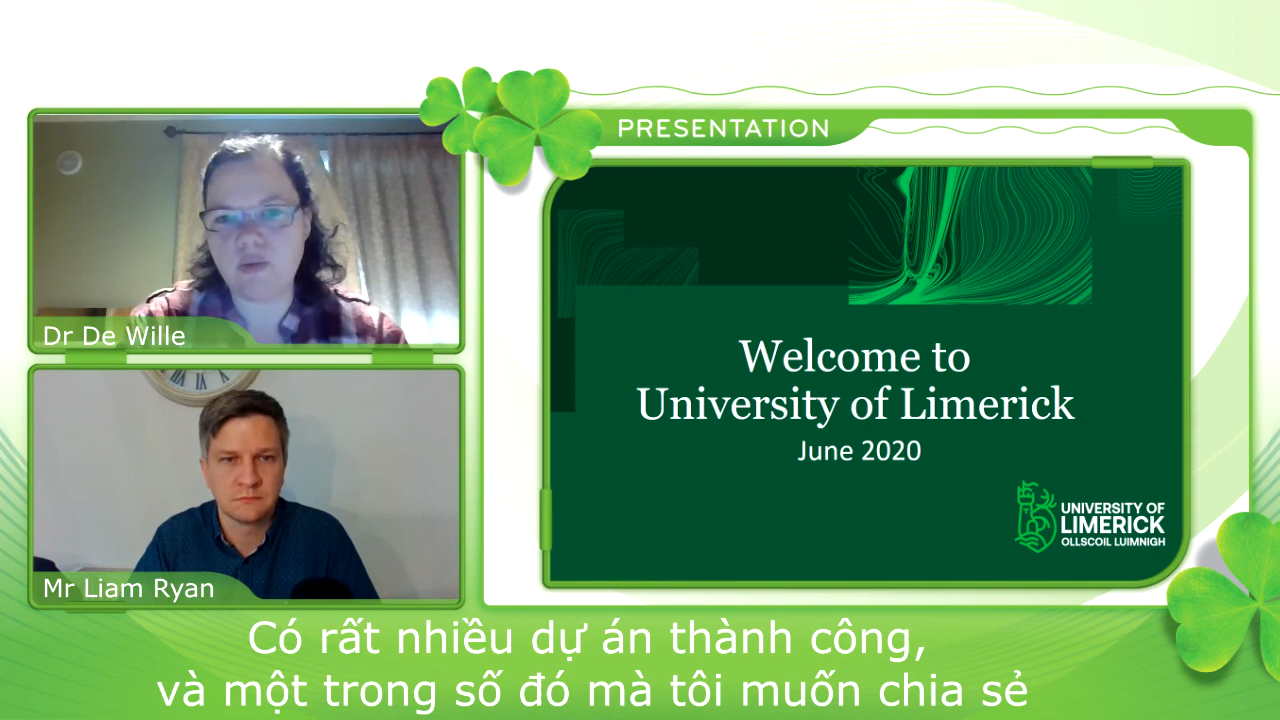 PRESENTATION
Dr De Wille
Mr Liam Ryan
Welcome to
University of Limerick
June 2020
UNIVERSITY OF
LIMERICK
OLLSCOIL LUIMNIGH
Có rất nhiều dự án thành công,
và một trong số đó mà tôi muốn chia sẻ